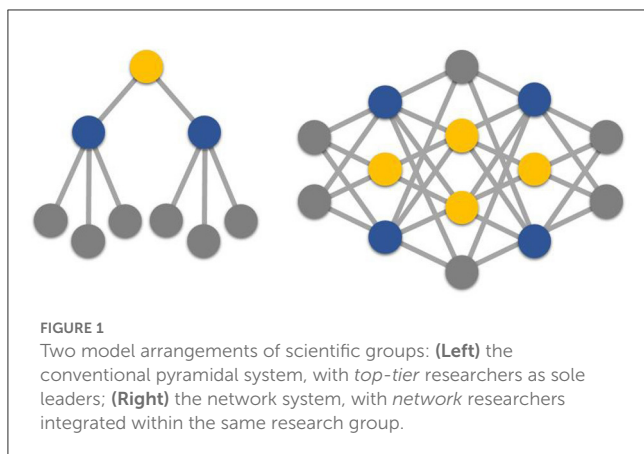 FIGURE 1
Two model arrangements of scientific groups: (Left) the
conventional pyramidal system, with top-tier researchers as sole
leaders; (Right) the network system, with network researchers
integrated within the same research group.